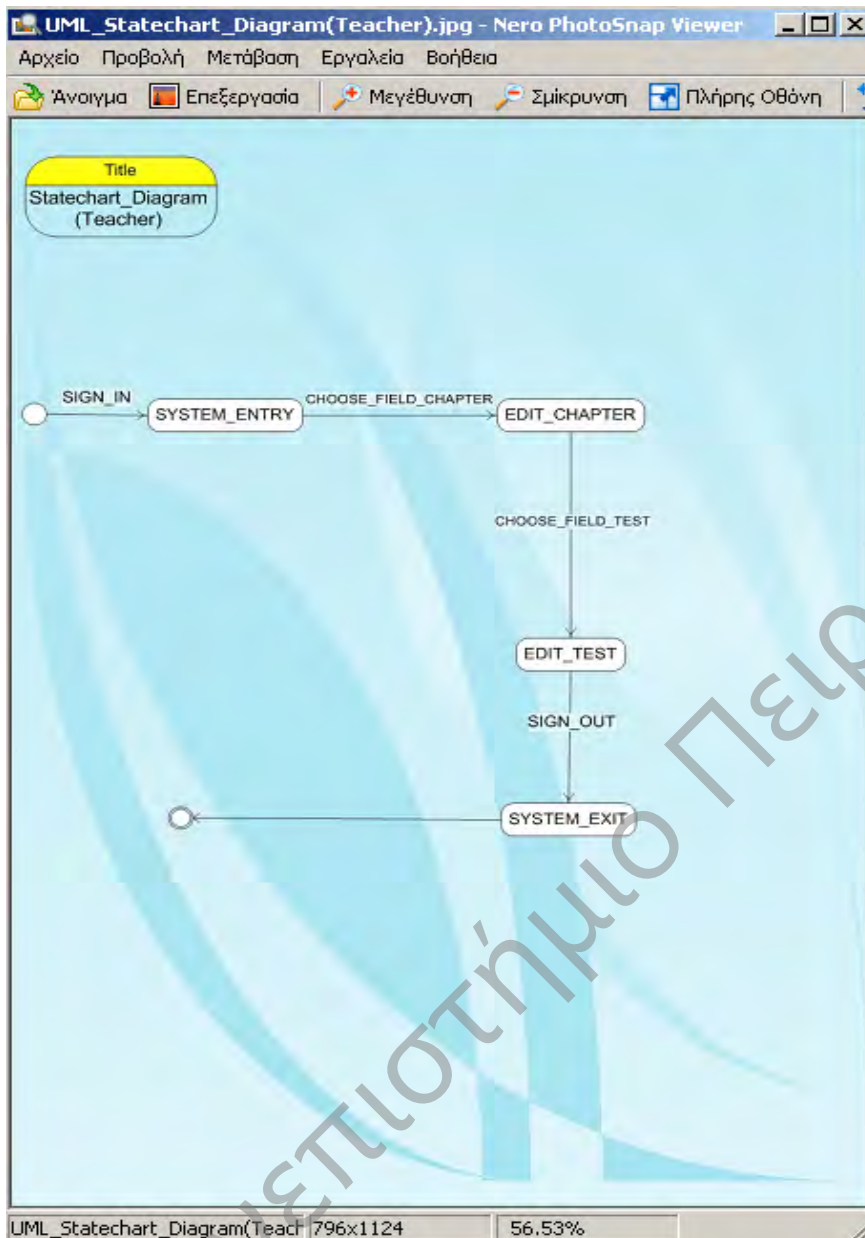 UML_Statechart_Diagram(Teacher).jpg - Nero PhotoSnap Viewer
Αρχείο Προβολή Μετάβαση Εργαλεία Βοήθεια
Άνοιγμα Επεξεργασία Μεγέθυνση Σμίκρυνση Πλήρης Οθόνη
Title
Statechart_Diagram
(Teacher)
SIGN_IN
CHOOSE_FIELD_CHAPTER
SYSTEM_ENTRY
EDIT_CHAPTER
CHOOSE_FIELD_TEST
EDIT_TEST
SIGN_OUT
SYSTEM_EXIT
UML_Statechart_Diagram(Teach 796x1124 56.53%